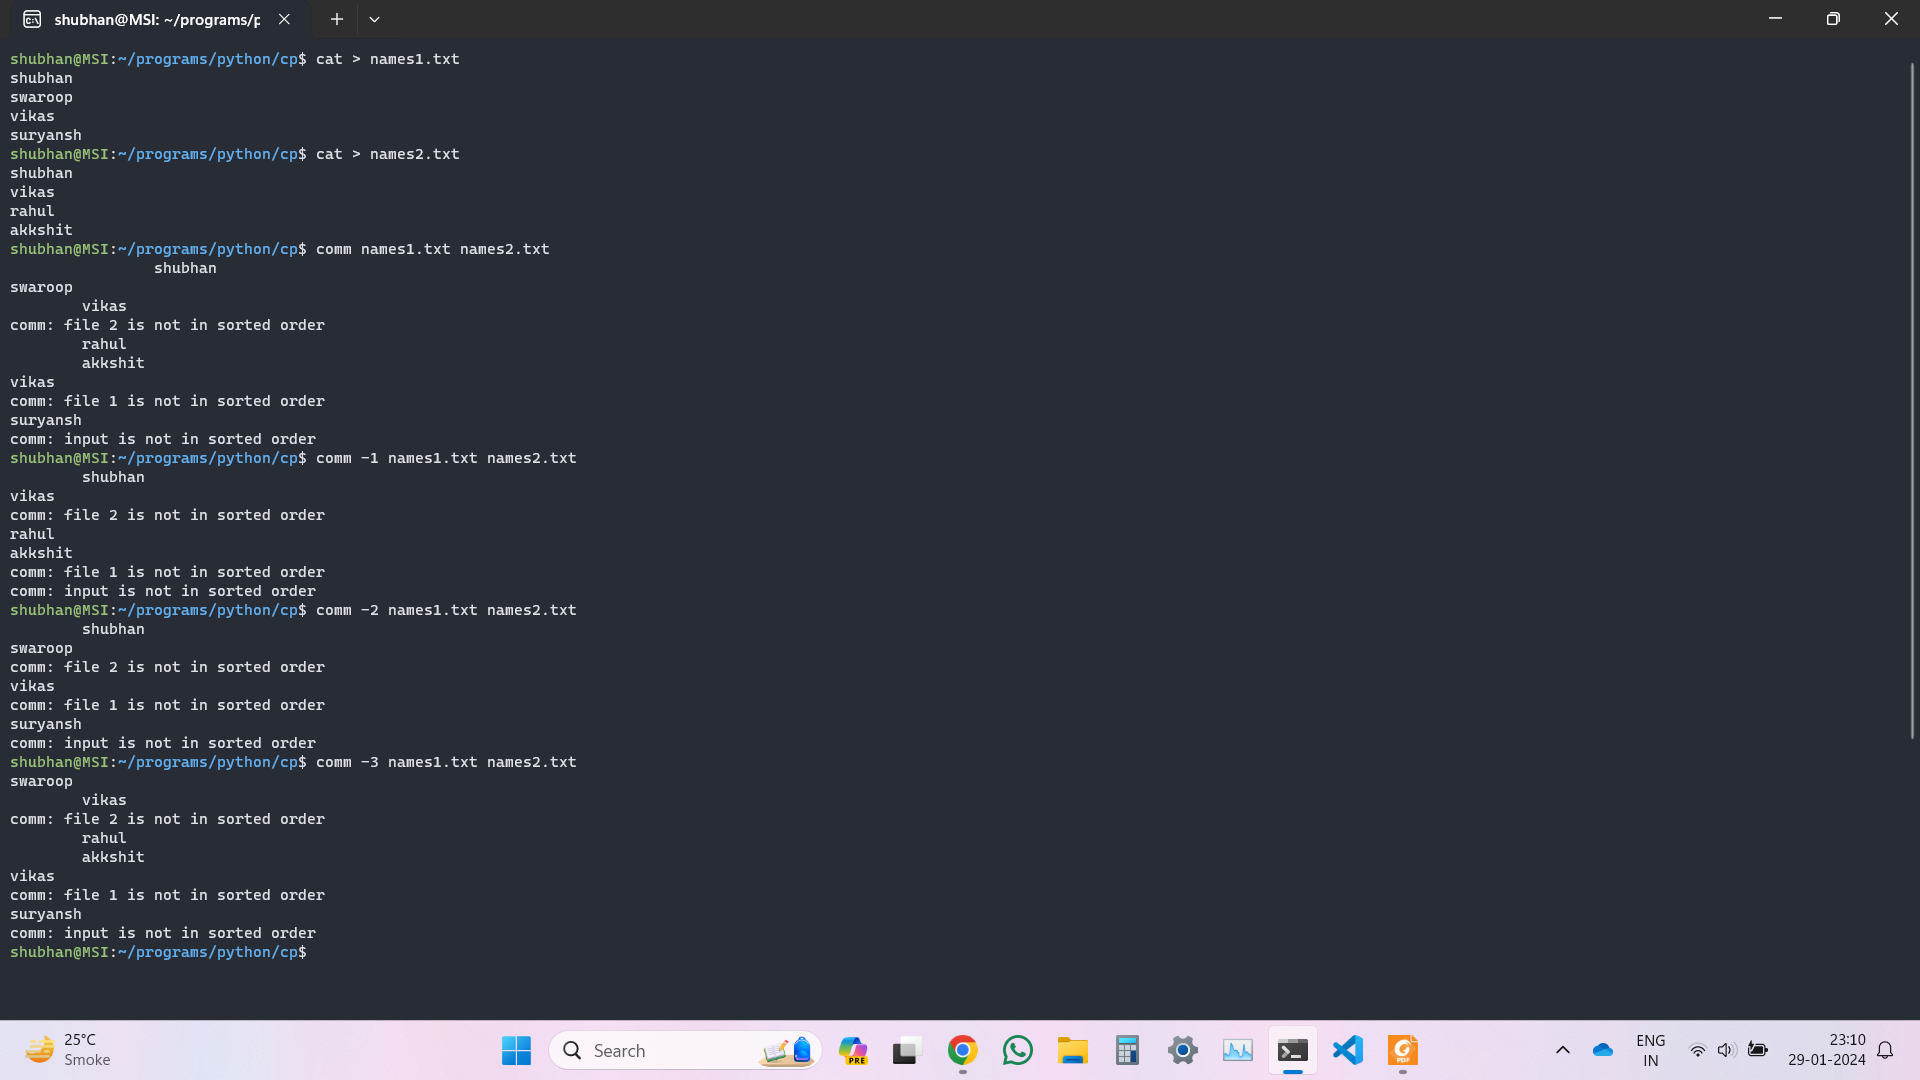 shubhan@MSI: ~/programs/p
shubhan@MSI:~/programs/python/cp$ cat > names1.txt
shubhan
swaroop
vikas
suryansh
shubhan@MSI:~/programs/python/cp$ cat > names2.txt
shubhan
vikas
rahul
akkshit
shubhan@MSI:~/programs/python/cp$ comm names1.txt names2.txt
                shubhan
swaroop
        vikas
comm: file 2 is not in sorted order
        rahul
        akkshit
vikas
comm: file 1 is not in sorted order
suryansh
comm: input is not in sorted order
shubhan@MSI:~/programs/python/cp$ comm -1 names1.txt names2.txt
        shubhan
vikas
comm: file 2 is not in sorted order
rahul
akkshit
comm: file 1 is not in sorted order
comm: input is not in sorted order
shubhan@MSI:~/programs/python/cp$ comm -2 names1.txt names2.txt
        shubhan
swaroop
comm: file 2 is not in sorted order
vikas
comm: file 1 is not in sorted order
suryansh
comm: input is not in sorted order
shubhan@MSI:~/programs/python/cp$ comm -3 names1.txt names2.txt
swaroop
        vikas
comm: file 2 is not in sorted order
        rahul
        akkshit
vikas
comm: file 1 is not in sorted order
suryansh
comm: input is not in sorted order
shubhan@MSI:~/programs/python/cp$
25°C
Smoke
Search
PRE
PDF
ENG
IN
23:10
29-01-2024